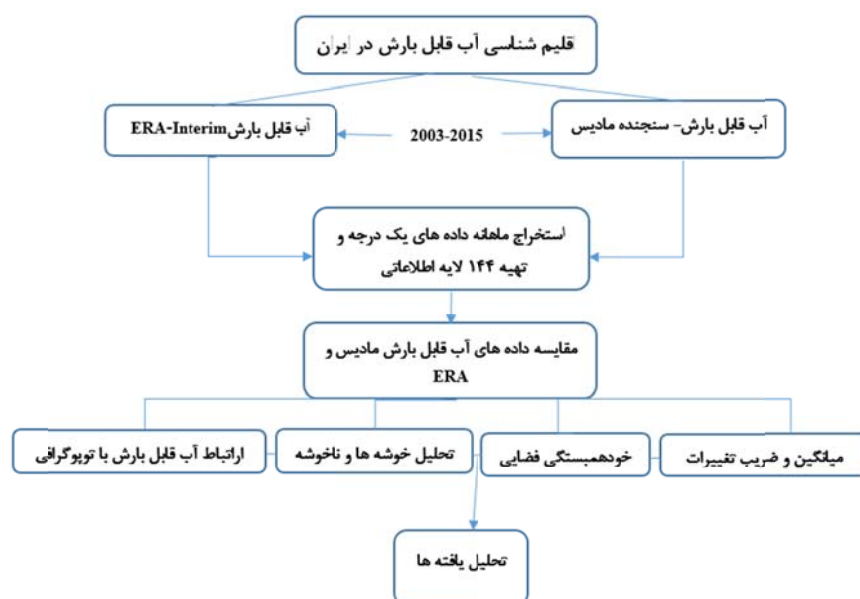 اقلیم شناسی آب قابل بارش در ایران
آب قابل بارش- سنجنده مادیس
2003-2015
آب قابل بارشERA-Interim
استخراج ماهانه داده های یک درجه و
تهیه ۱۴۴ لایه اطلاعاتی
مقایسه داده های آب قابل بارش مادیس و
ERA
میانگین و ضریب تغییرات
خودهمبستگی فضایی
تحلیل خوشه ها و ناخوشه
اراتباط آب قابل بارش با توپوگرافی
تحلیل یافته ها